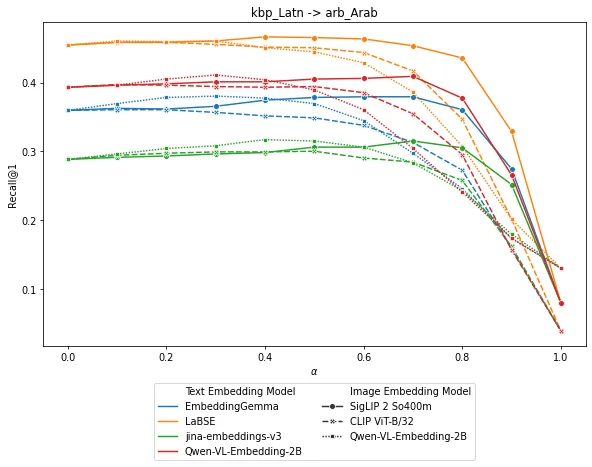 kbp_Latn -> arb_Arab
Recall@1
0.4
0.3
0.2
0.1
0.0 0.2 0.4 0.6 0.8 1.0
α
Text Embedding Model
EmbeddingGemma
LaBSE
jina-embeddings-v3
Qwen-VL-Embedding-2B
Image Embedding Model
SigLIP 2 So400m
CLIP ViT-B/32
Qwen-VL-Embedding-2B